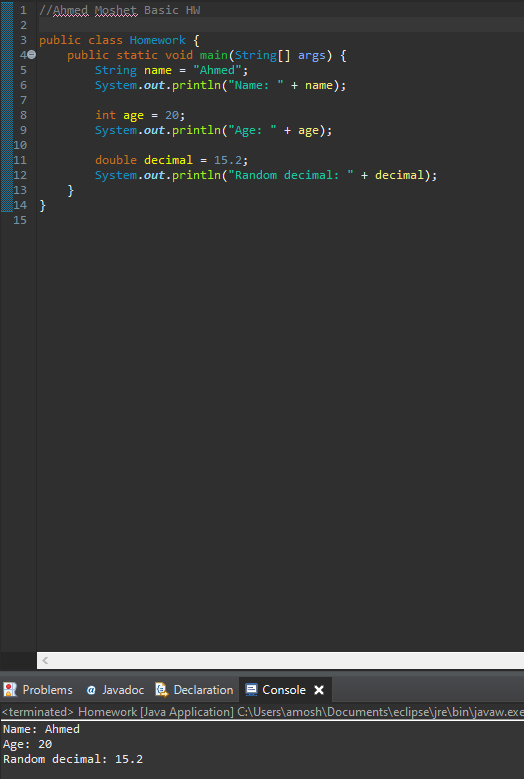 1 //Ahmed Moshet Basic HW
2
3 public class Homework {
4 public static void main(String[] args) {
5 String name = "Ahmed";
6 System.out.println("Name: " + name);
7
8 int age = 20;
9 System.out.println("Age: " + age);
10
11 double decimal = 15.2;
12 System.out.println("Random decimal: " + decimal);
13 }
14 }
15
Problems @ Javadoc Declaration Console
<terminated> Homework [Java Application] C:\Users\amosh\Documents\eclipse\jre\bin\javaw.exe
Name: Ahmed
Age: 20
Random decimal: 15.2